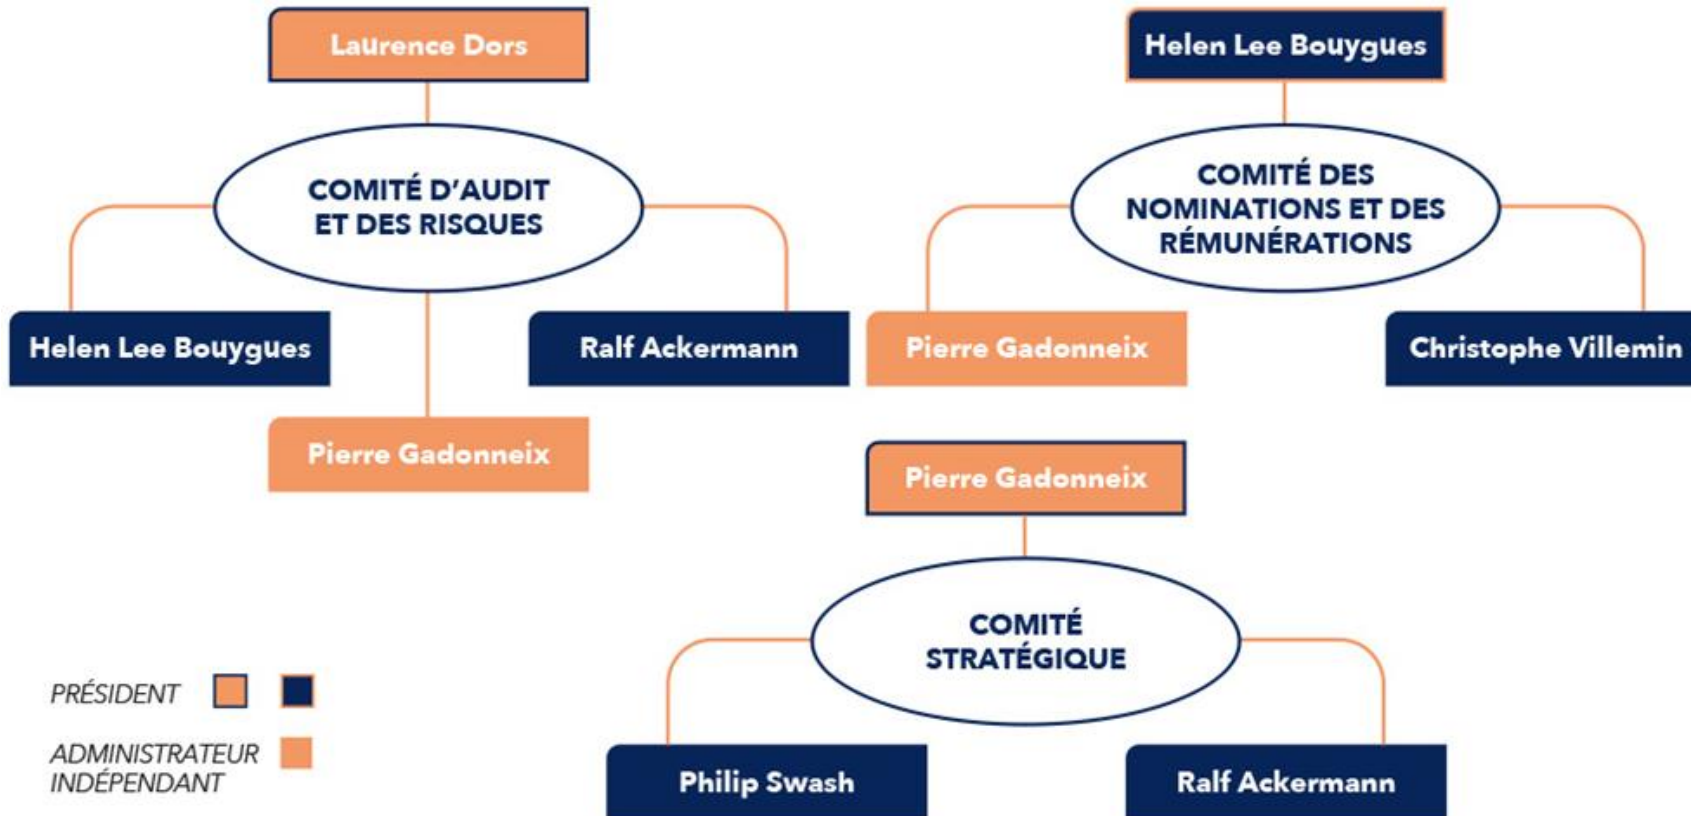 Laurence Dors
COMITÉ D’AUDIT
ET DES RISQUES
Helen Lee Bouygues
Ralf Ackermann
Pierre Gadonneix
Helen Lee Bouygues
COMITÉ DES
NOMINATIONS ET DES
RÉMUNÉRATIONS
Pierre Gadonneix
Christophe Villemin
Pierre Gadonneix
COMITÉ
STRATÉGIQUE
Philip Swash
Ralf Ackermann
PRÉSIDENT
ADMINISTRATEUR
INDÉPENDANT